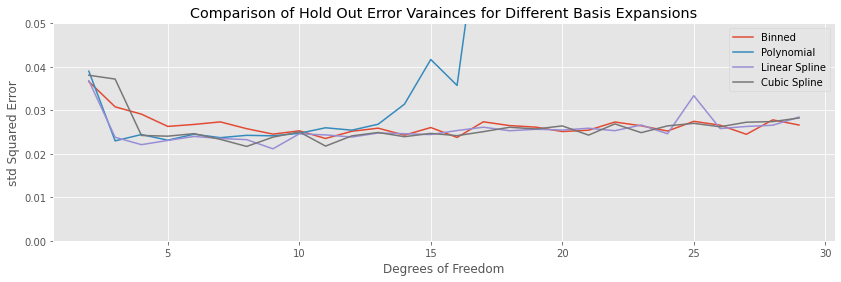 Comparison of Hold Out Error Varainces for Different Basis Expansions
0.05
0.04
0.03
0.02
0.01
0.00
std Squared Error
Binned
Polynomial
Linear Spline
Cubic Spline
5
10
15
20
25
30
Degrees of Freedom